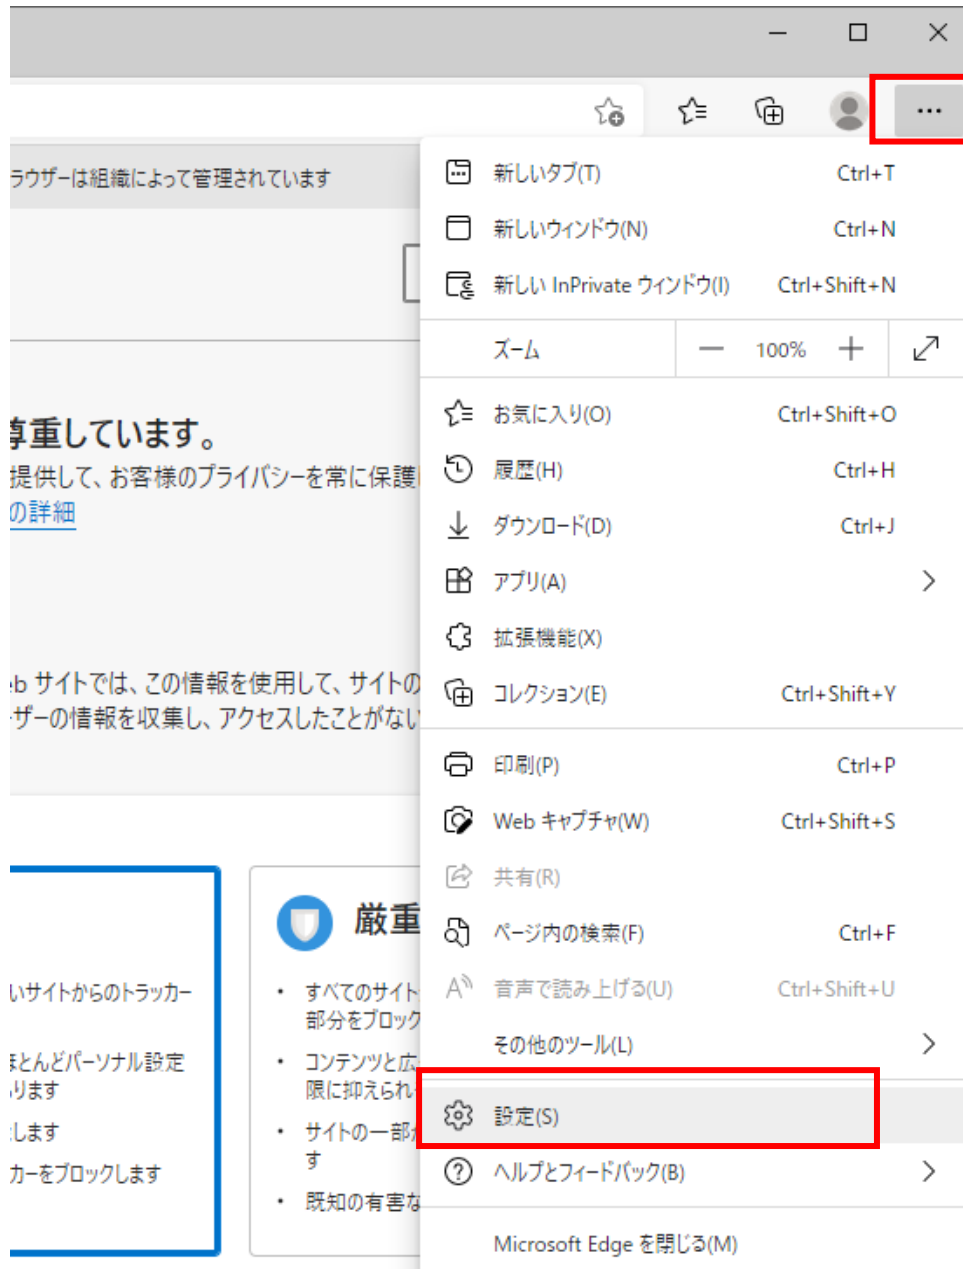 ラウザーは組織によって管理されています
尊重しています。
提供して、お客様のプライバシーを常に保護
の詳細
eb サイトでは、この情報を使用して、サイトの
ーザーの情報を収集し、アクセスしたことがない
いサイトからのトラッカー
ほとんどパーソナル設定
ります
します
カーをブロックします
厳重
• すべてのサイト
部分をブロック
• コンテンツと広
限に抑えられ
• サイトの一部
す
• 既知の有害な
新しいタブ(T) Ctrl+T
新しいウィンドウ(N) Ctrl+N
新しい InPrivate ウィンドウ(I) Ctrl+Shift+N
ズーム — 100% +
お気に入り(O) Ctrl+Shift+O
履歴(H) Ctrl+H
ダウンロード(D) Ctrl+J
アプリ(A)
拡張機能(X)
コレクション(E) Ctrl+Shift+Y
印刷(P) Ctrl+P
Web キャプチャ(W) Ctrl+Shift+S
共有(R)
ページ内の検索(F) Ctrl+F
音声で読み上げる(U) Ctrl+Shift+U
その他のツール(L)
設定(S)
ヘルプとフィードバック(B)
Microsoft Edge を閉じる(M)